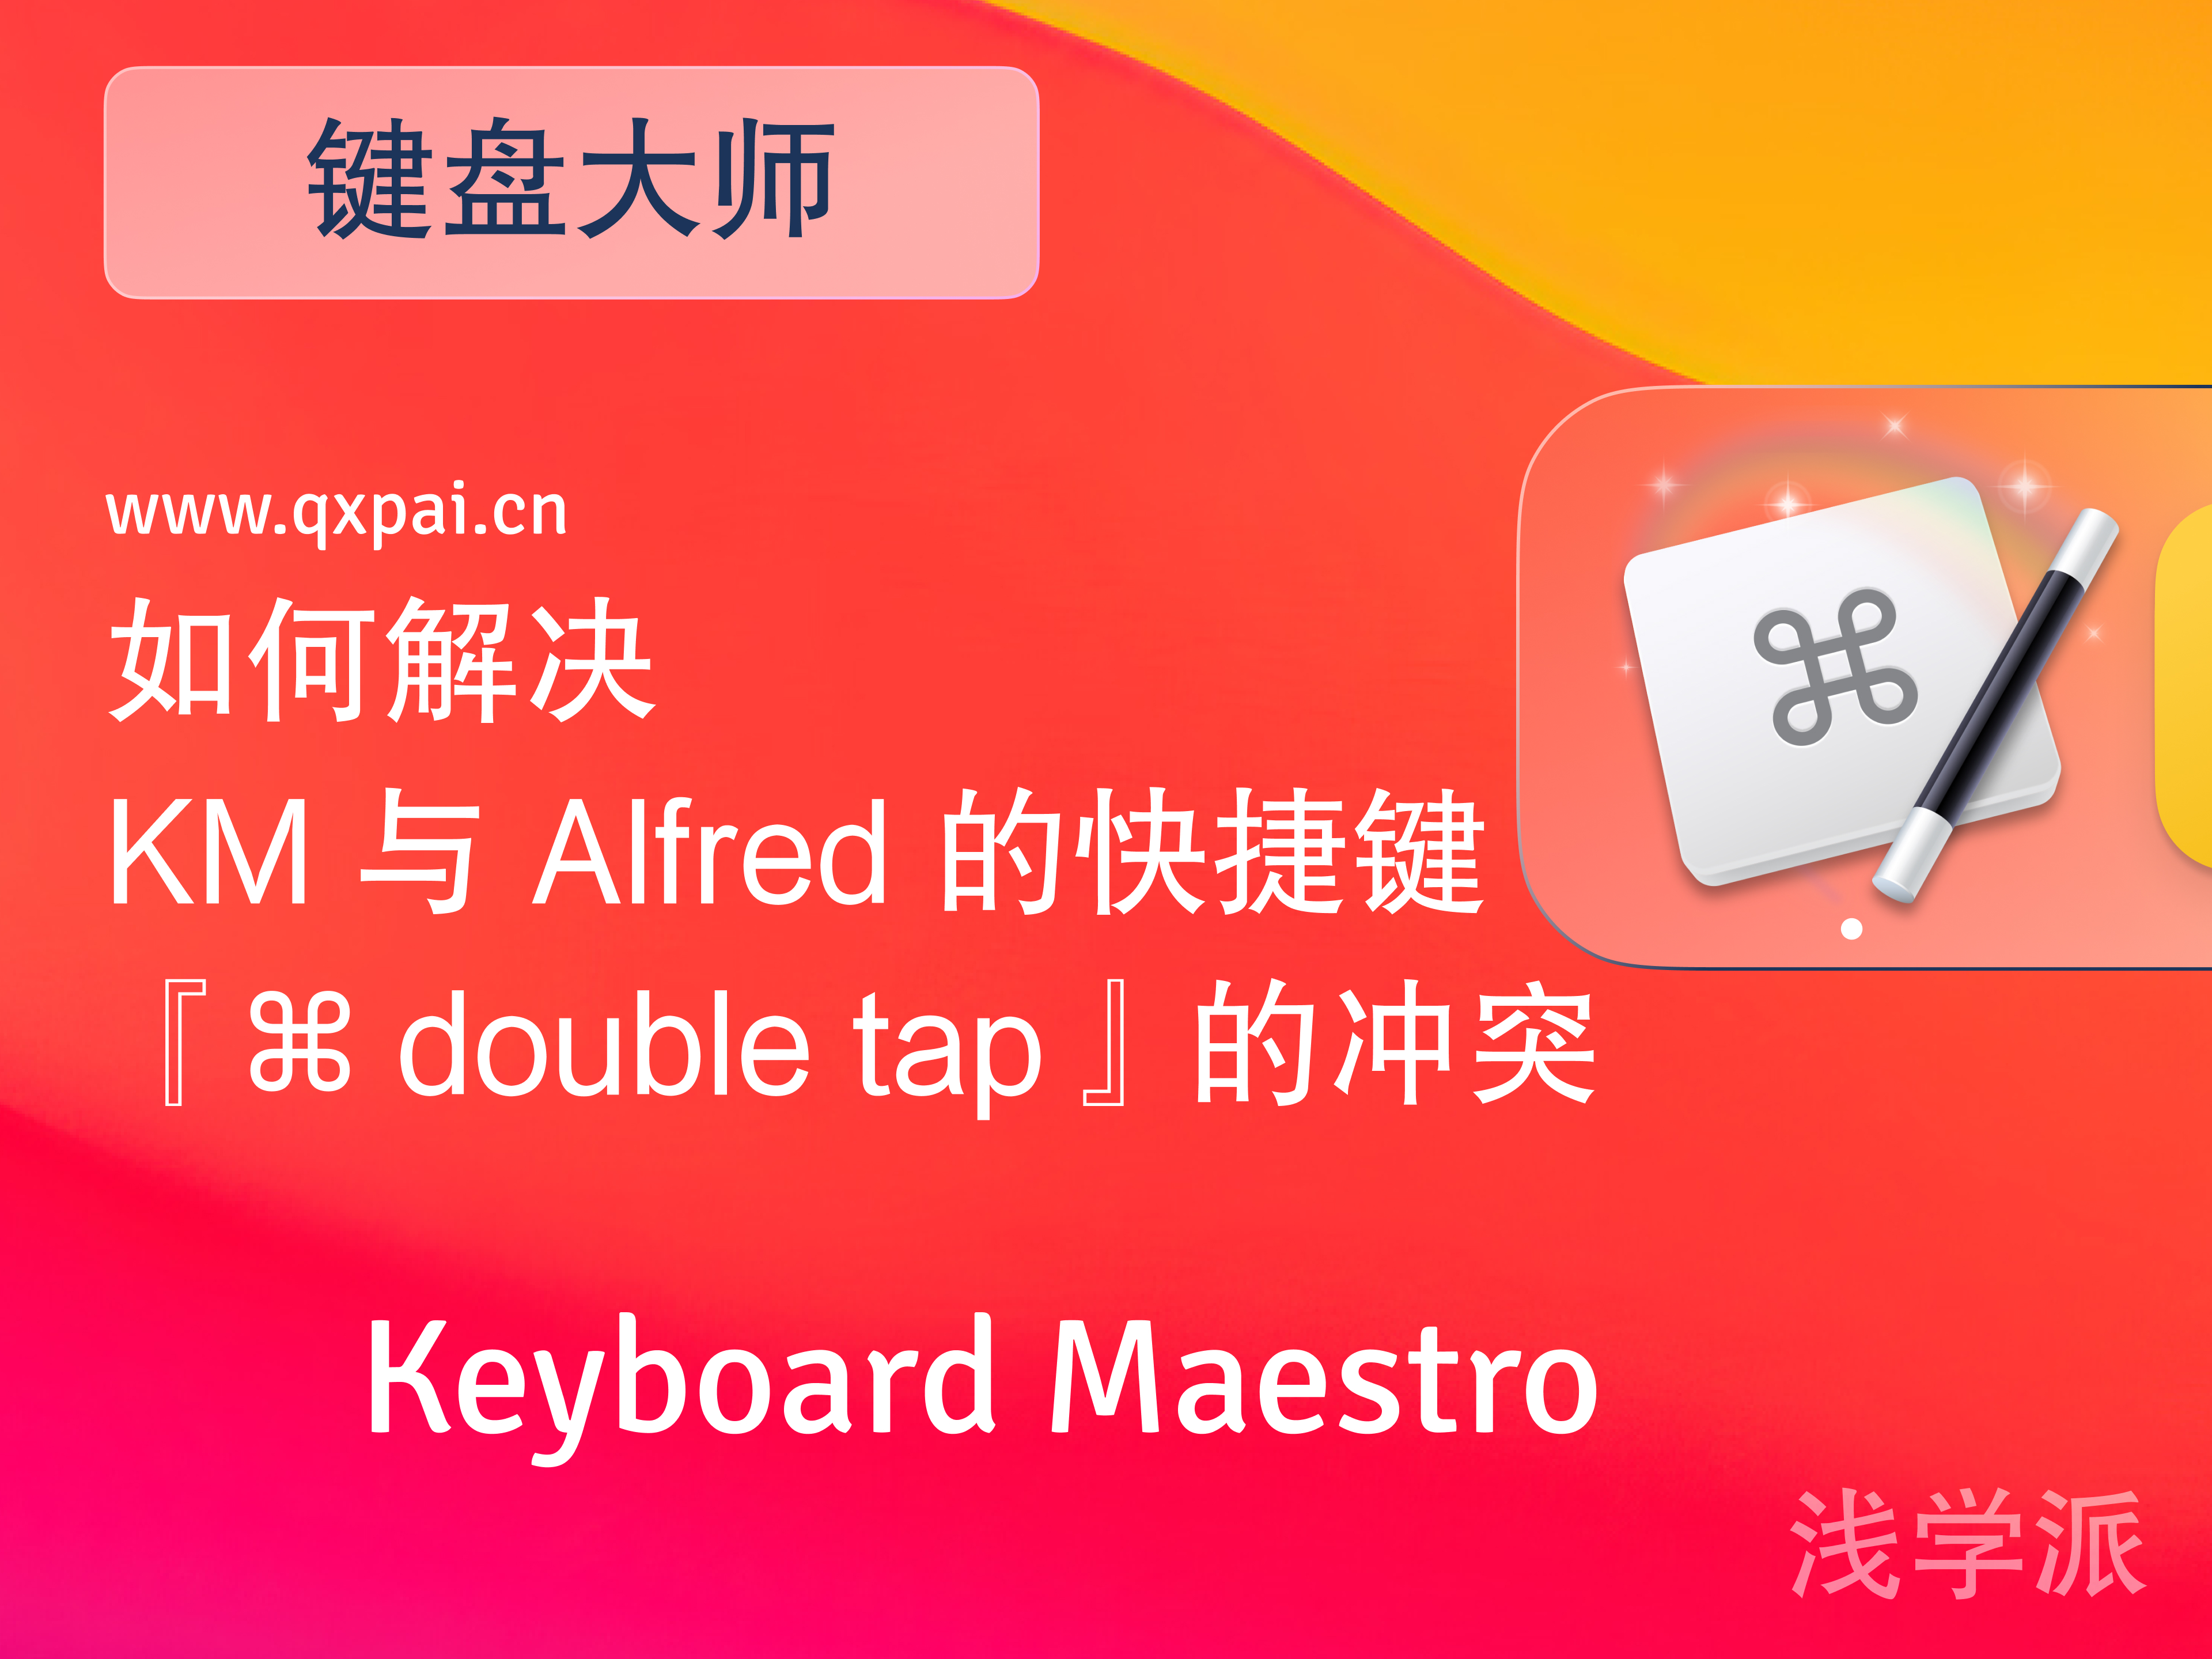 键盘大师
www.qxpai.cn
如何解决
KM 与 Alfred 的快捷键
『 ⌘ double tap 』的冲突
Keyboard Maestro
浅学派